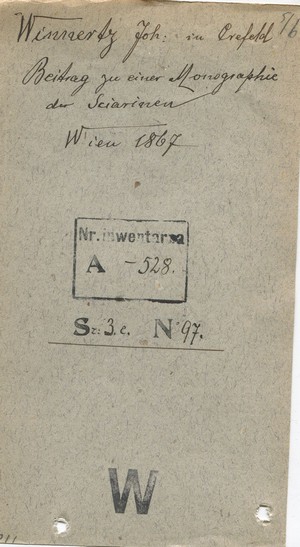 Winnertz Joh: in Crefeld
Beitrag zu einer Monographie
der Sciarinen
Wien 1867
Nr. inwentarza
A - 528.
Sz: 3. e. N 97.
W